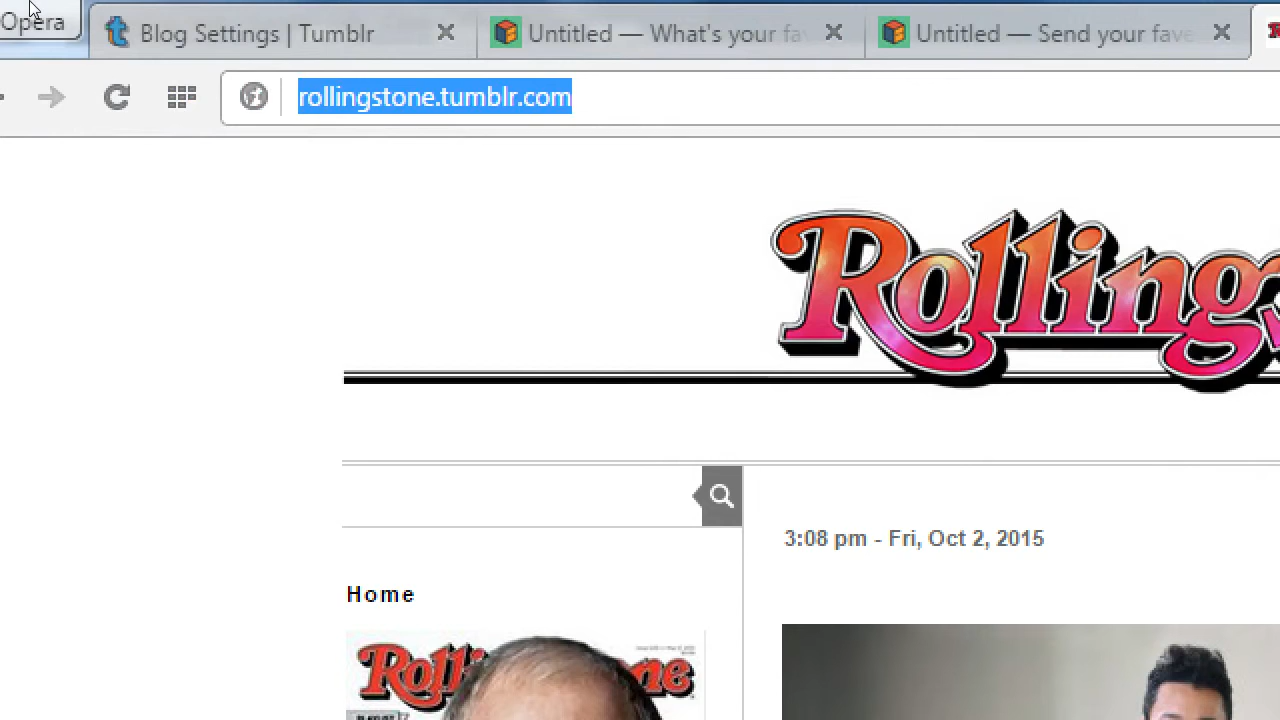 Opera
Blog Settings | Tumblr
Untitled — What's your fav
Untitled — Send your fave
rollingstone.tumblr.com
Rolling
3:08 pm - Fri, Oct 2, 2015
Home